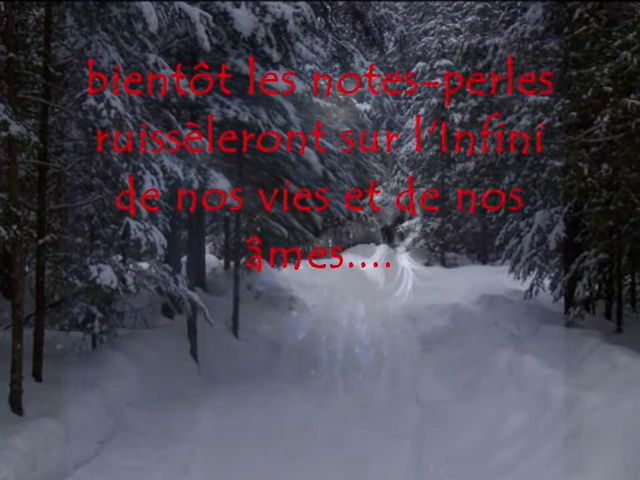 bientôt les notes-perles
ruissèleront sur l'Infini
de nos vies et de nos
âmes....